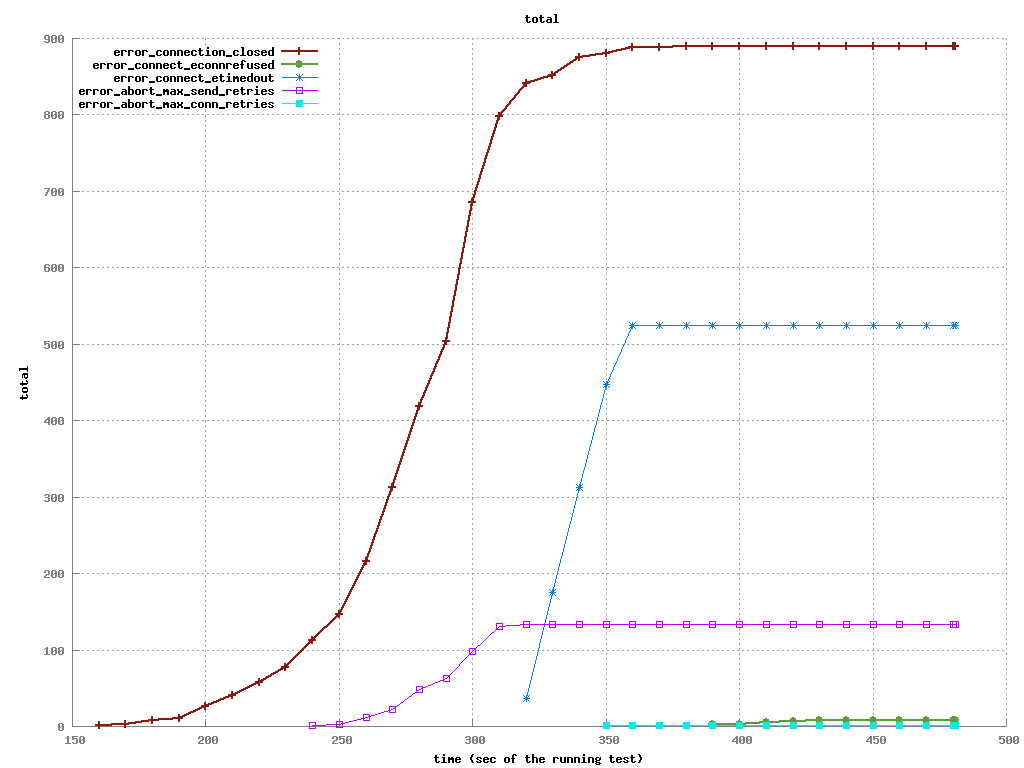 total
900
800
700
600
500
400
300
200
100
0
total
error_connection_closed
error_connect_econnrefused
error_connect_etimedout
error_abort_max_send_retries
error_abort_max_conn_retries
150 200 250 300 350 400 450 500
time (sec of the running test)